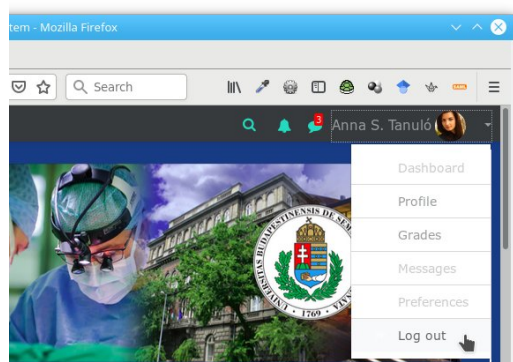 tem - Mozilla Firefox
Search
3
Anna S. Tanuló
Dashboard
Profile
Grades
Messages
Preferences
Log out
UNIVERSITAS BUDAPESTINENSIS DE SEM
1769